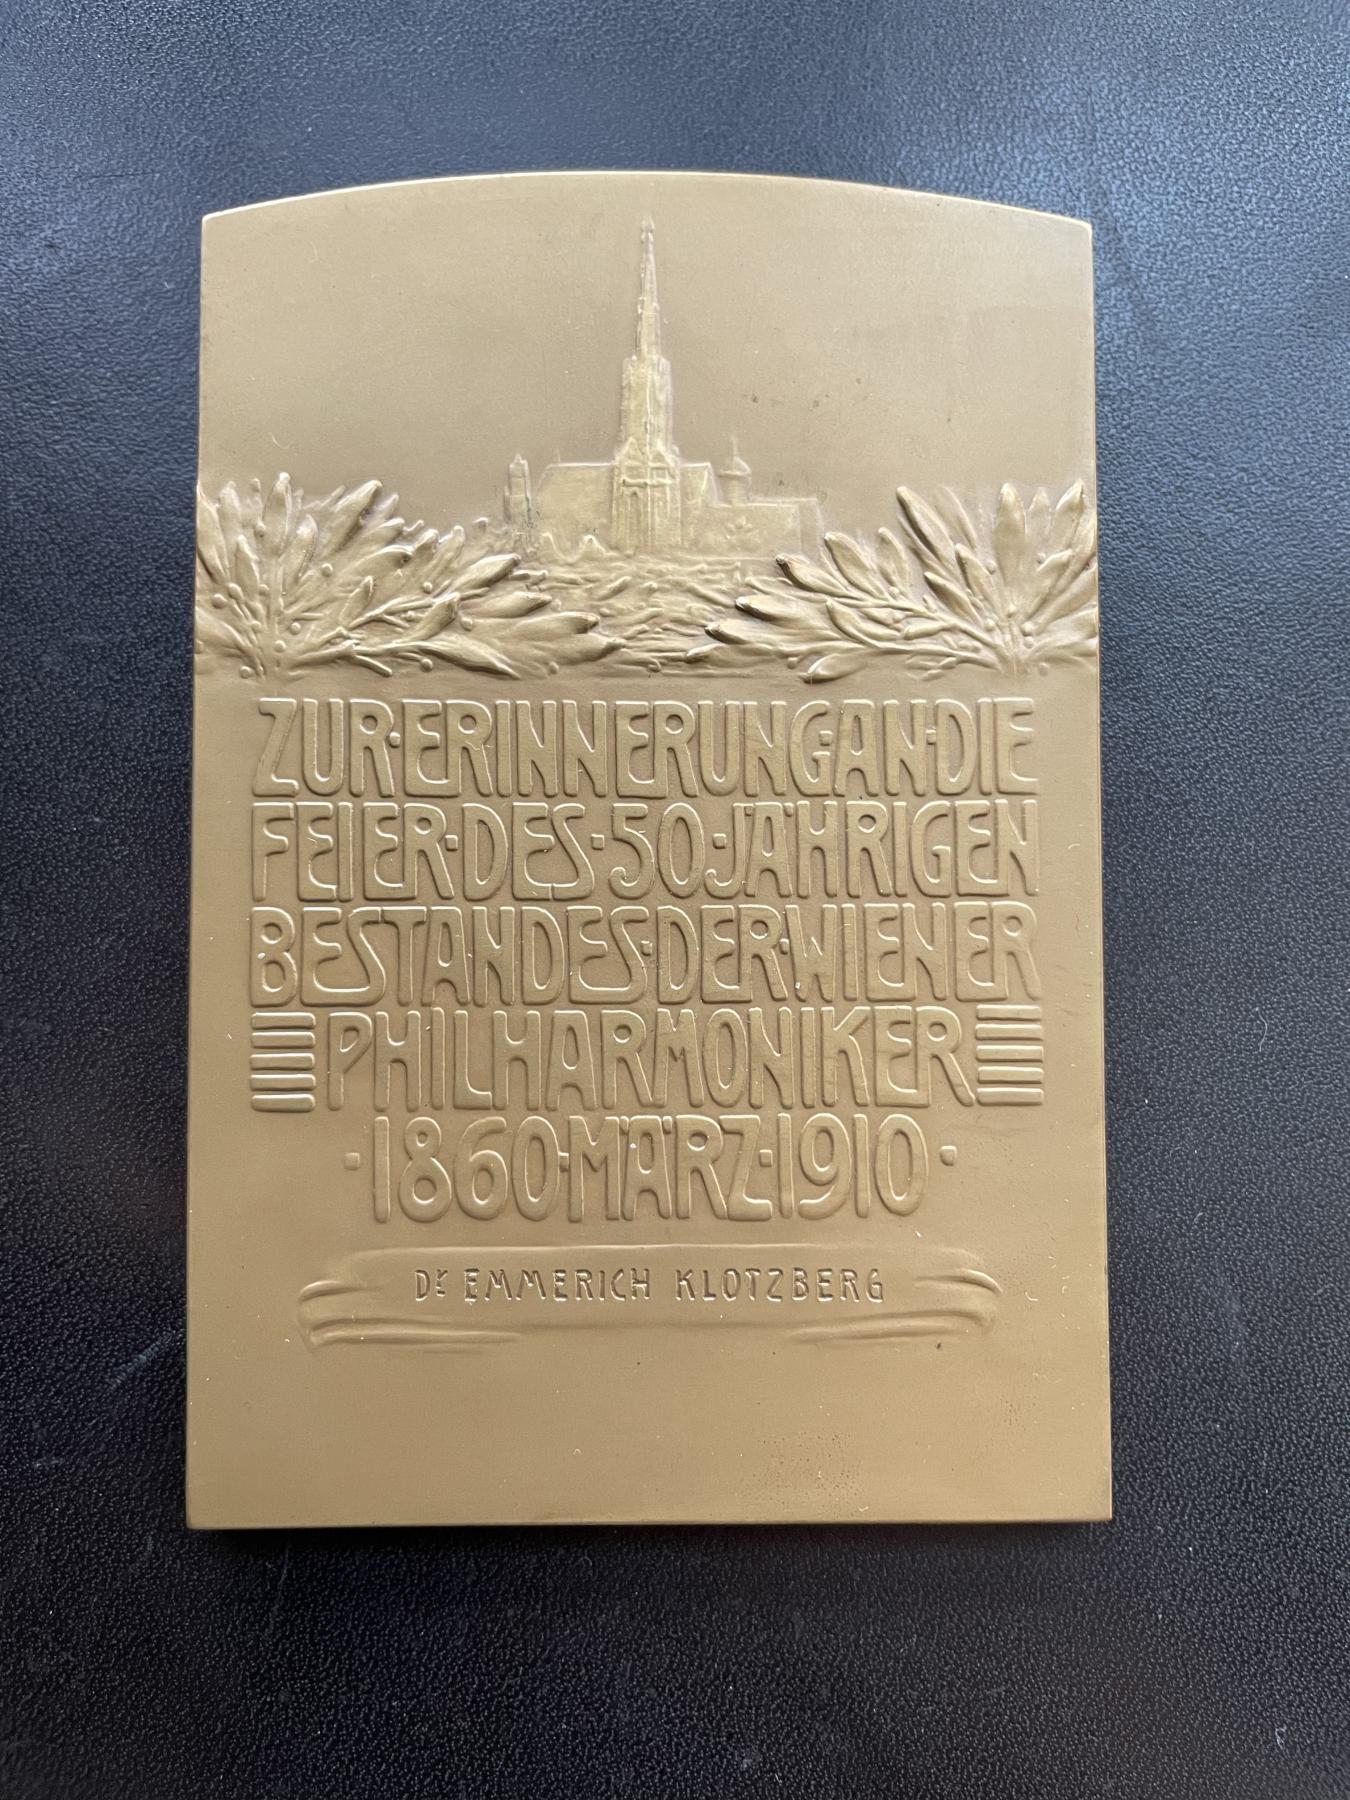 ZUR·ERINNERUNG·AN·DIE
FEIER·DES·50·JÄHRIGEN
BESTANDES·DER·WIENER
PHILHARMONIKER
·1860·MÄRZ·1910·
DR EMMERICH KLOTZBERG